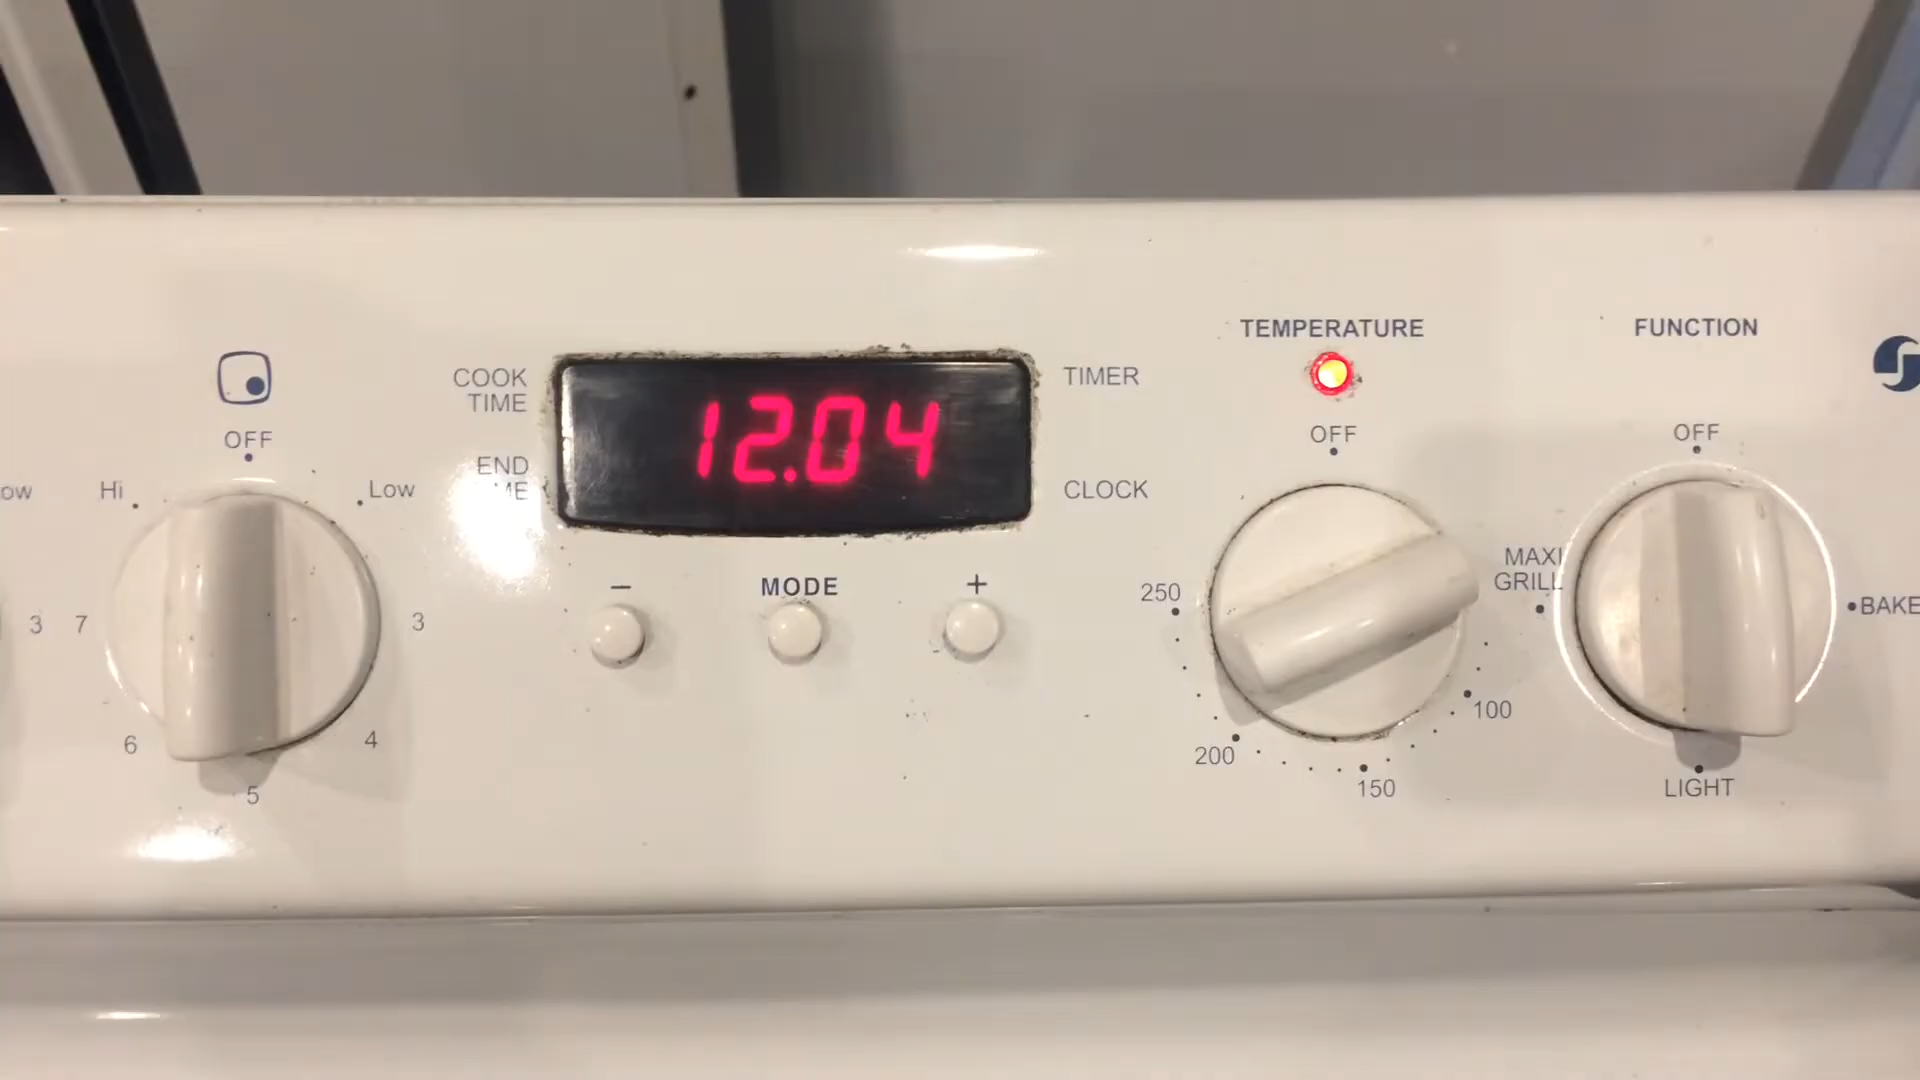 TEMPERATURE
FUNCTION
COOK
TIME
TIMER
12.04
OFF
OFF
OFF
Hi
Low
END
CLOCK
MAXI
GRILL
MODE
250
BAKE
3
7
3
100
6
4
200
150
5
LIGHT
- 
+